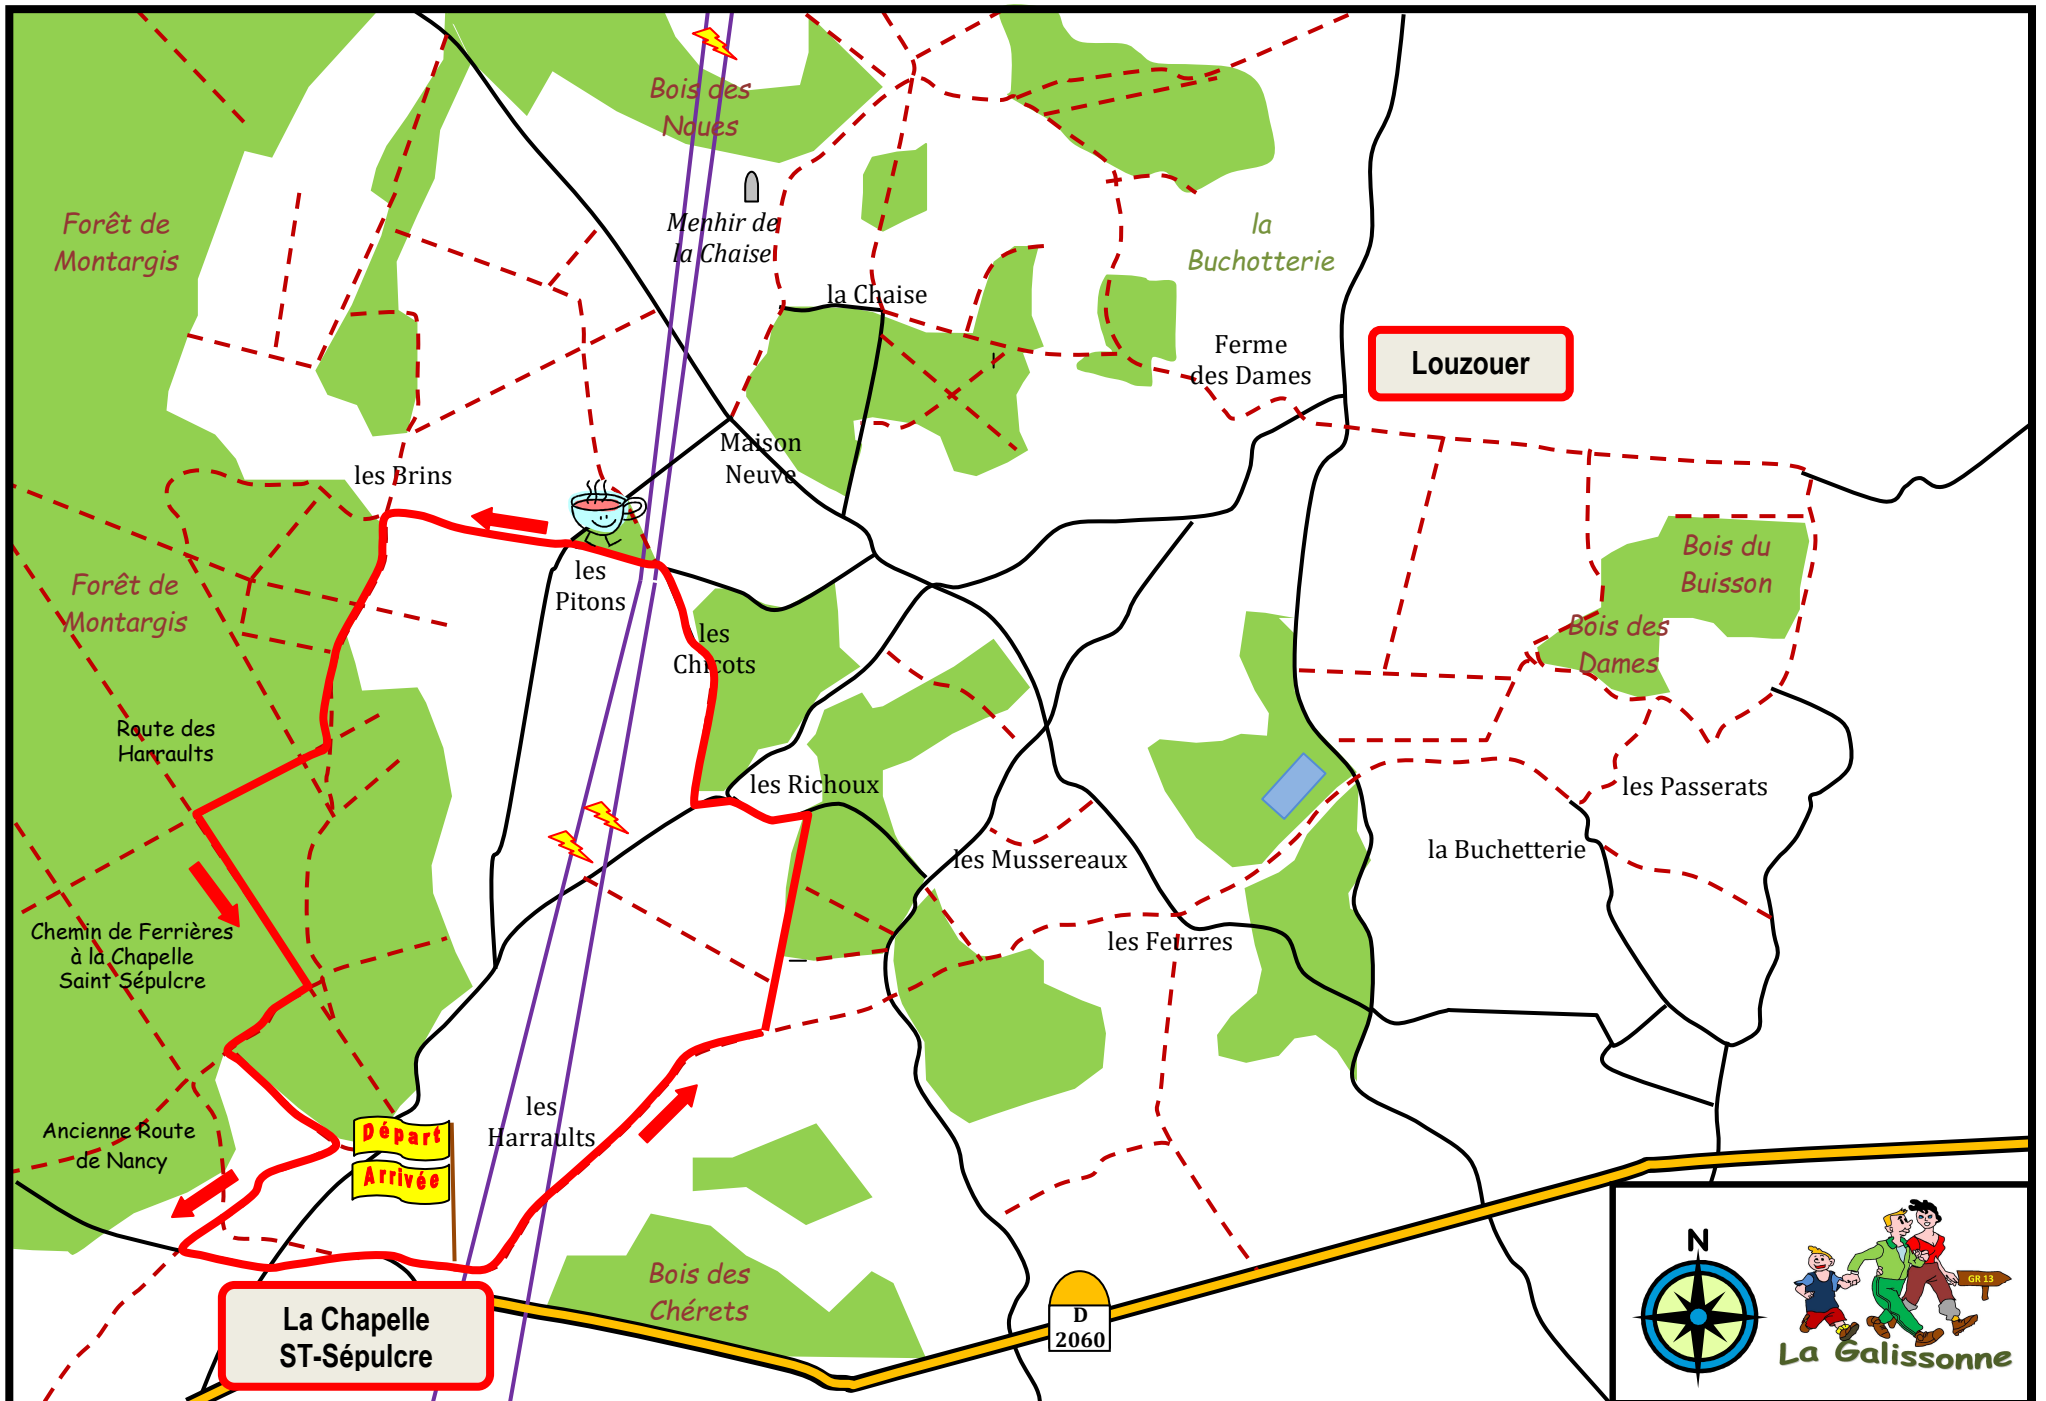 Bois des
Noues
Menhir de
la Chaise
Forêt de
Montargis
la
Buchotterie
la Chaise
Ferme
des Dames
Louzouer
Maison
Neuve
les Brins
les
Pitons
Forêt de
Montargis
Bois du
Buisson
Bois des
Dames
les
Chicots
Route des
Harraults
les Richoux
les Passerats
les Mussereaux
la Buchetterie
Chemin de Ferrières
à la Chapelle
Saint Sépulcre
les Feurres
les
Harraults
Ancienne Route
de Nancy
Départ
Arrivée
Bois des
Chérets
La Chapelle
ST-Sépulcre
D
2060
N
GR 13
La Galissonne